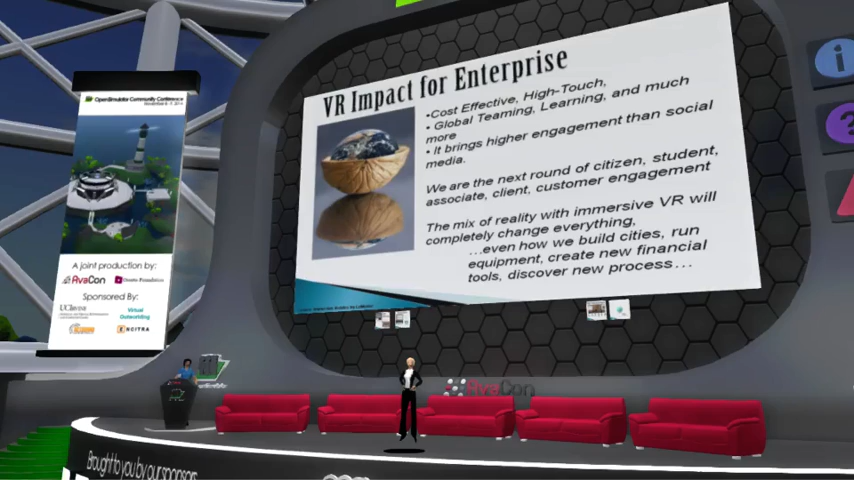 VR Impact for Enterprise
•Cost Effective, High-Touch,
• Global Teaming, Learning, and much
more
• It brings higher engagement than social
media.
We are the next round of citizen, student,
associate, client, customer engagement
The mix of reality with immersive VR will
completely change everything,
...even how we build cities, run
equipment, create new financial
tools, discover new process...
OpenSimulator Community Conference
A joint production by:
AvaCon
Sponsored By:
UCIrvine
Virtual
Outworlding
ENCITRA
AvaCon
Brought to you by our sponsors